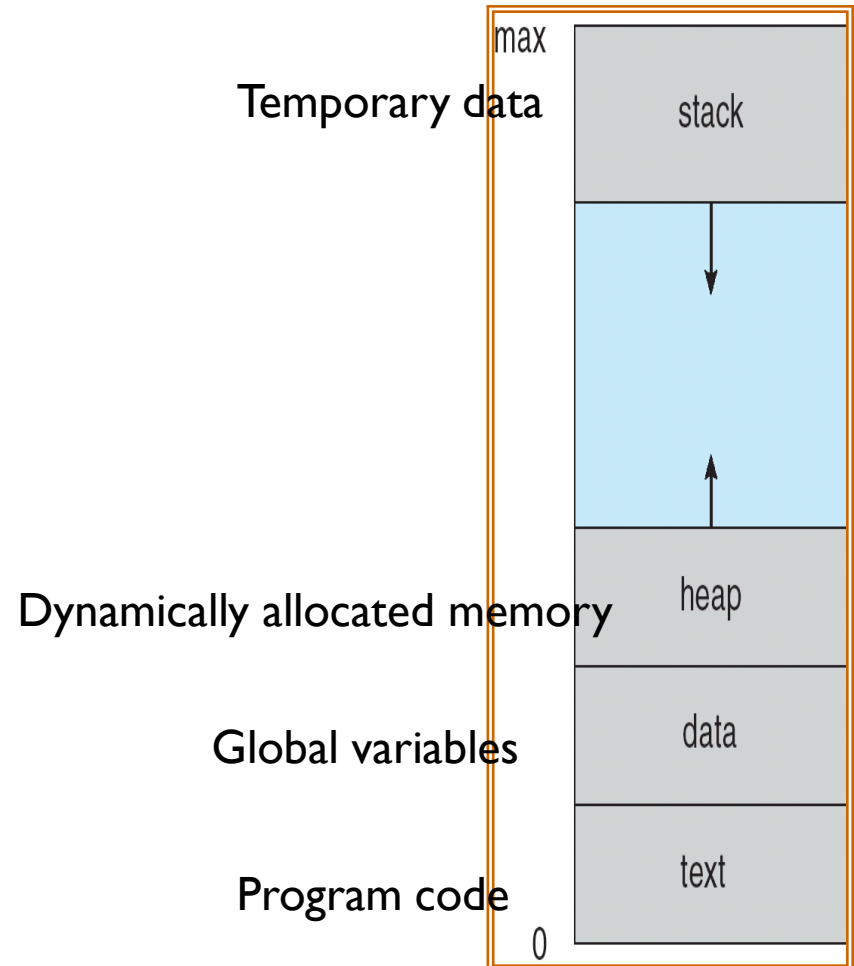 max
Temporary data
stack
Dynamically allocated memory
heap
Global variables
data
Program code
text
0